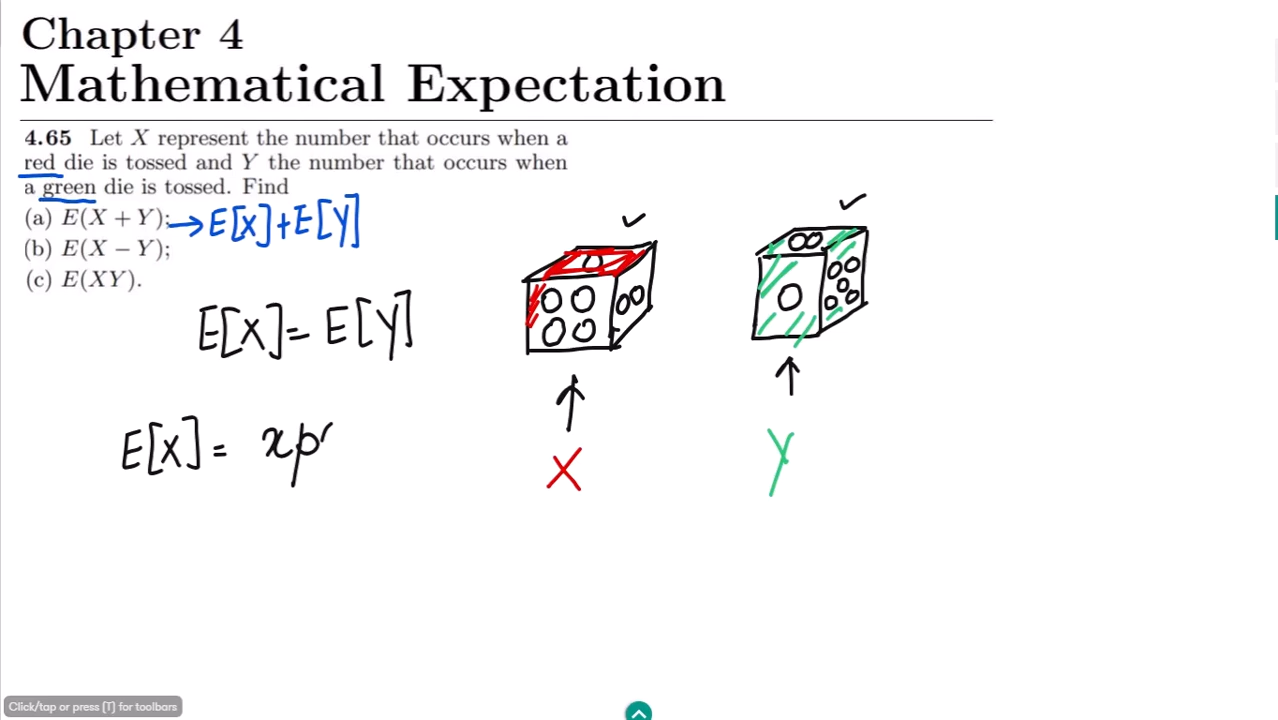 Chapter 4
Mathematical Expectation
4.65 Let X represent the number that occurs when a
red die is tossed and Y the number that occurs when
a green die is tossed. Find
(a) E(X + Y); → E[X]+E[Y]
(b) E(X − Y);
(c) E(XY).
E[X] = E[Y]
E[X] = xp
X
Y
Click/tap or press [T] for toolbars